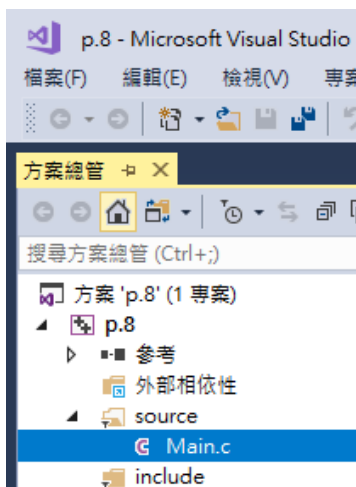 p.8 - Microsoft Visual Studio
檔案(F) 編輯(E) 檢視(V) 專案
方案總管
搜尋方案總管 (Ctrl+;)
方案 'p.8' (1 專案)
p.8
參考
外部相依性
source
Main.c
include